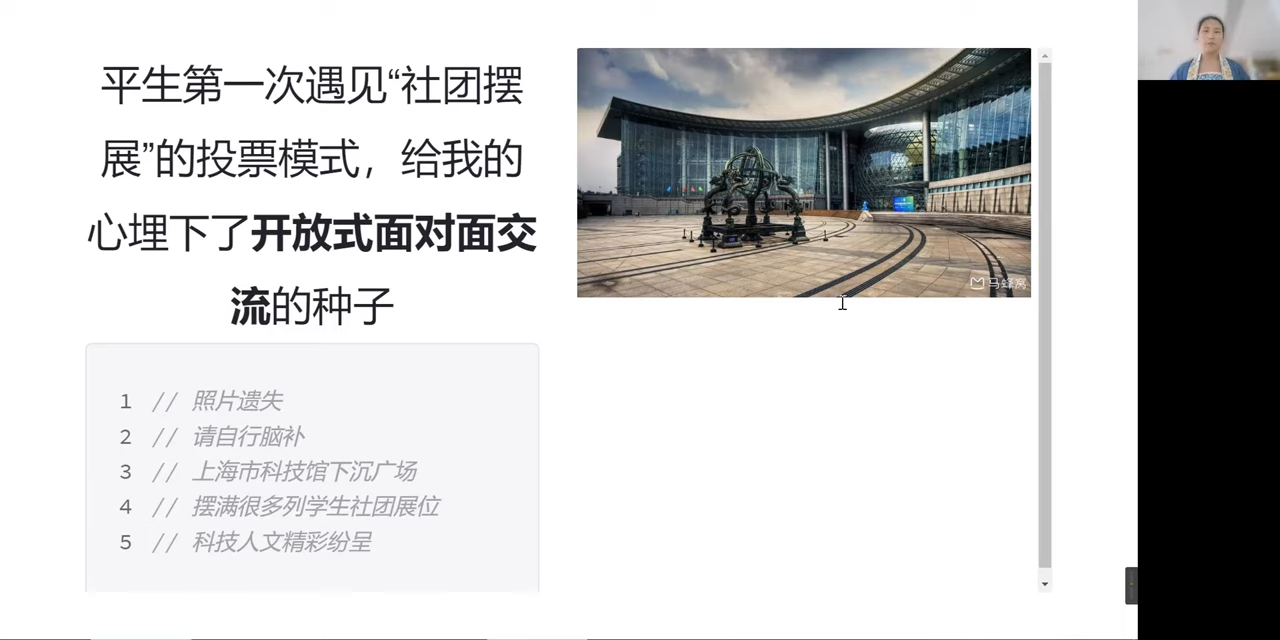 平生第一次遇见“社团摆
展”的投票模式，给我的
心埋下了开放式面对面交
流的种子
马蜂窝
1 // 照片遗失
2 // 请自行脑补
3 // 上海市科技馆下沉广场
4 // 摆满很多列学生社团展位
5 // 科技人文精彩纷呈